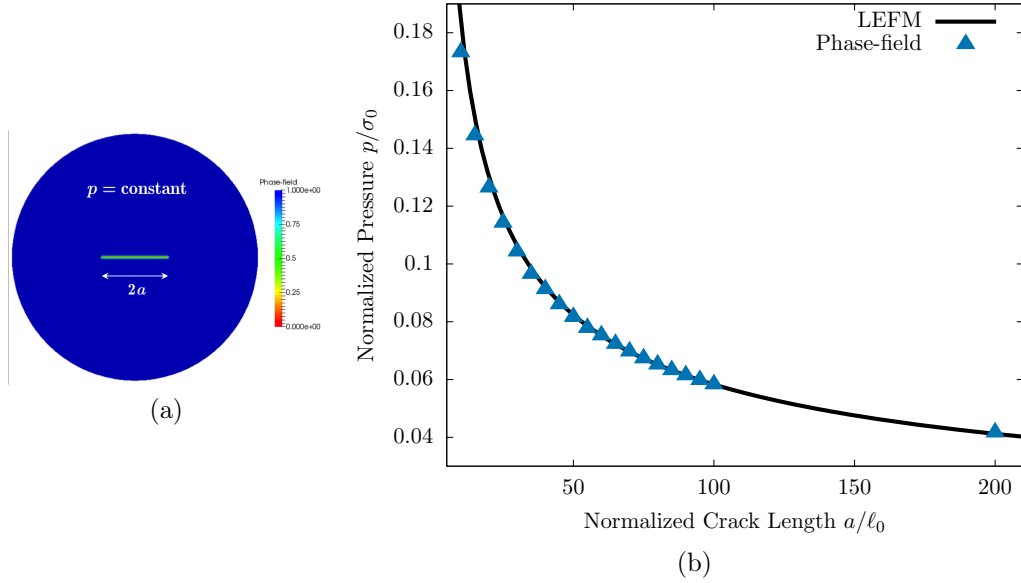 p = constant
2a
Phase-field
1.000e+00
0.75
0.50
0.25
0.000e+00
(a)
LEFM
Phase-field
Normalized Pressure p/σ₀
0.18
0.16
0.14
0.12
0.1
0.08
0.06
0.04
50
100
150
200
Normalized Crack Length a/ℓ₀
(b)